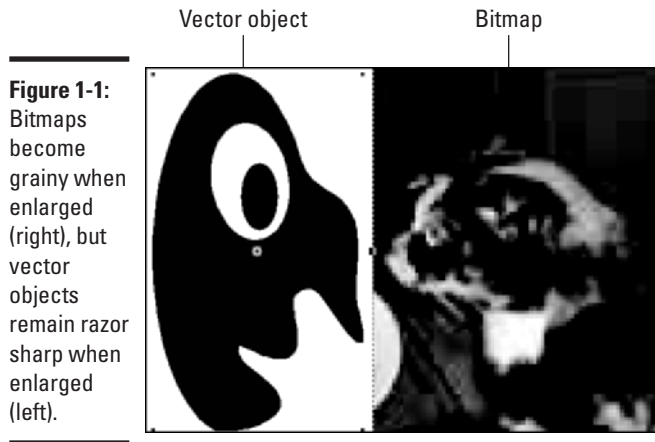 Vector object
Bitmap
Figure 1-1:
Bitmaps
become
grainy when
enlarged
(right), but
vector
objects
remain razor
sharp when
enlarged
(left).